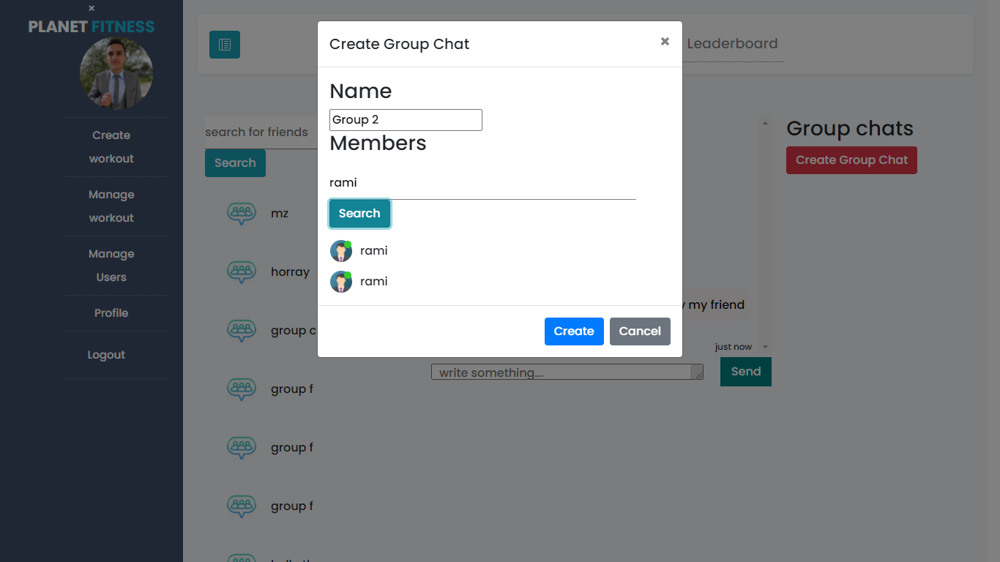 ×
PLANET FITNESS
Create
workout
Manage
workout
Manage
Users
Profile
Logout
Leaderboard
search for friends
Search
mz
horray
group c
group f
group f
group f
Create Group Chat
×
Name
Group 2
Members
rami
Search
rami
rami
Create
Cancel
y my friend
just now
write something...
Send
Group chats
Create Group Chat